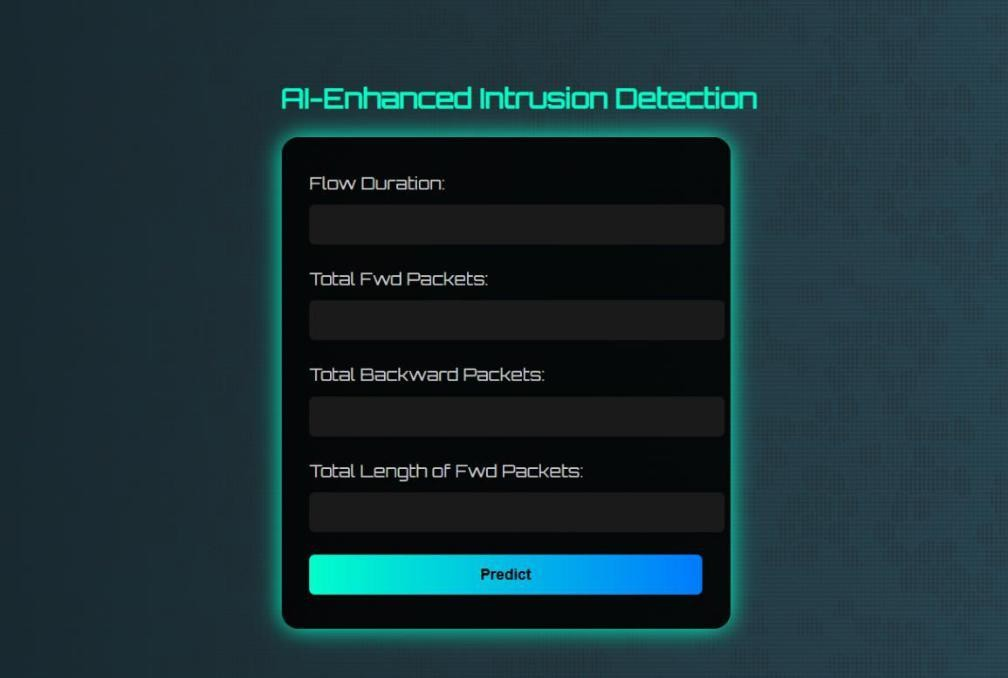 AI-Enhanced Intrusion Detection
Flow Duration:
Total Fwd Packets:
Total Backward Packets:
Total Length of Fwd Packets:
Predict